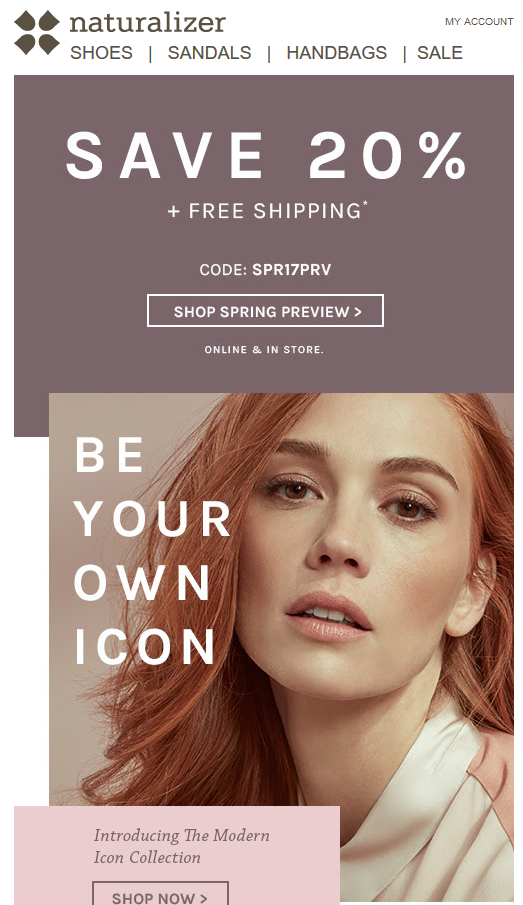 naturalizer
MY ACCOUNT
SHOES | SANDALS | HANDBAGS | SALE
SAVE 20%
+ FREE SHIPPING*
CODE: SPR17PRV
SHOP SPRING PREVIEW >
ONLINE & IN STORE.
BE
YOUR
OWN
ICON
Introducing The Modern
Icon Collection
SHOP NOW >